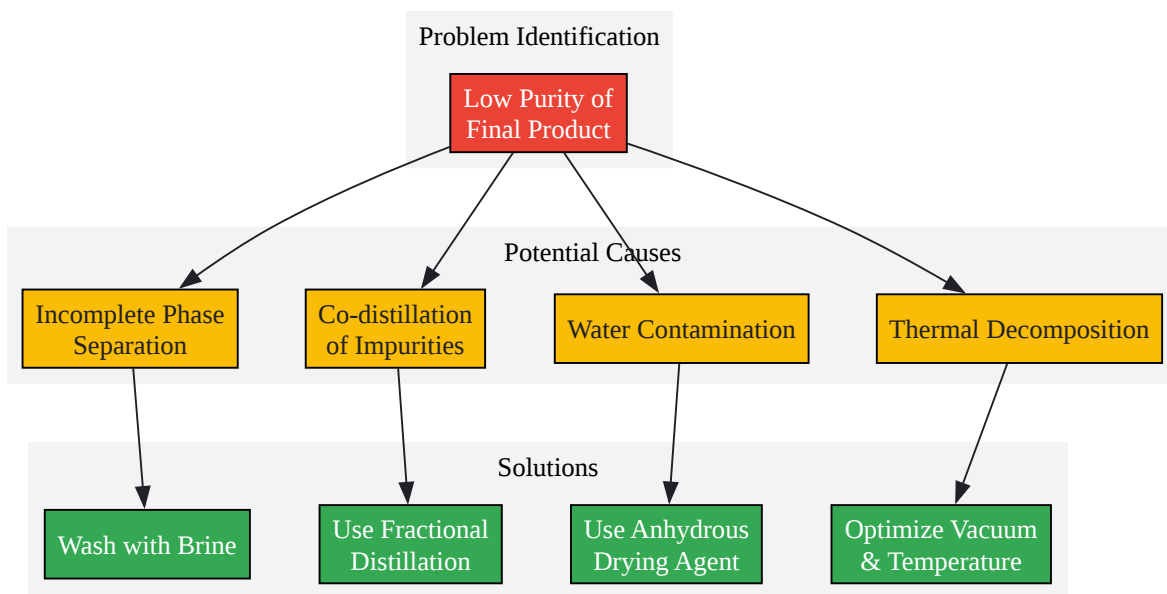 Problem Identification
Low Purity of
Final Product
Potential Causes
Incomplete Phase
Separation
Co-distillation
of Impurities
Water Contamination
Thermal Decomposition
Solutions
Wash with Brine
Use Fractional
Distillation
Use Anhydrous
Drying Agent
Optimize Vacuum
& Temperature